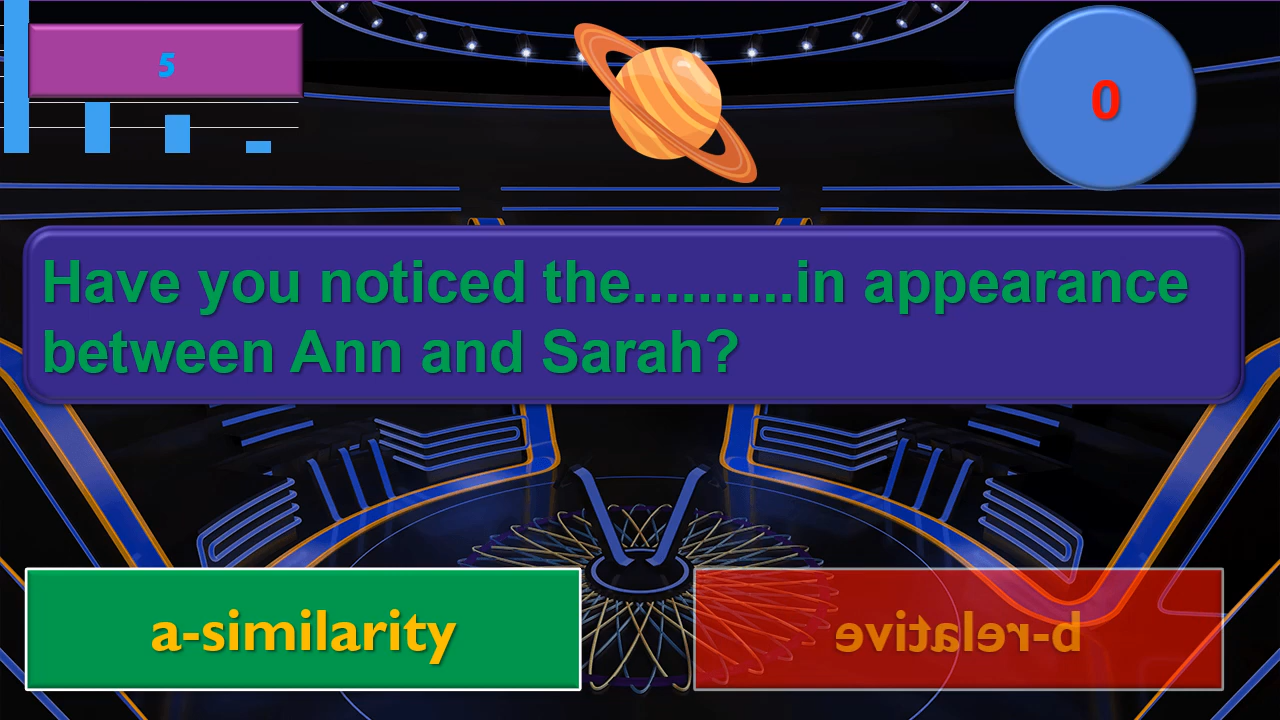 5
0
Have you noticed the..........in appearance
between Ann and Sarah?
a-similarity
b-relative